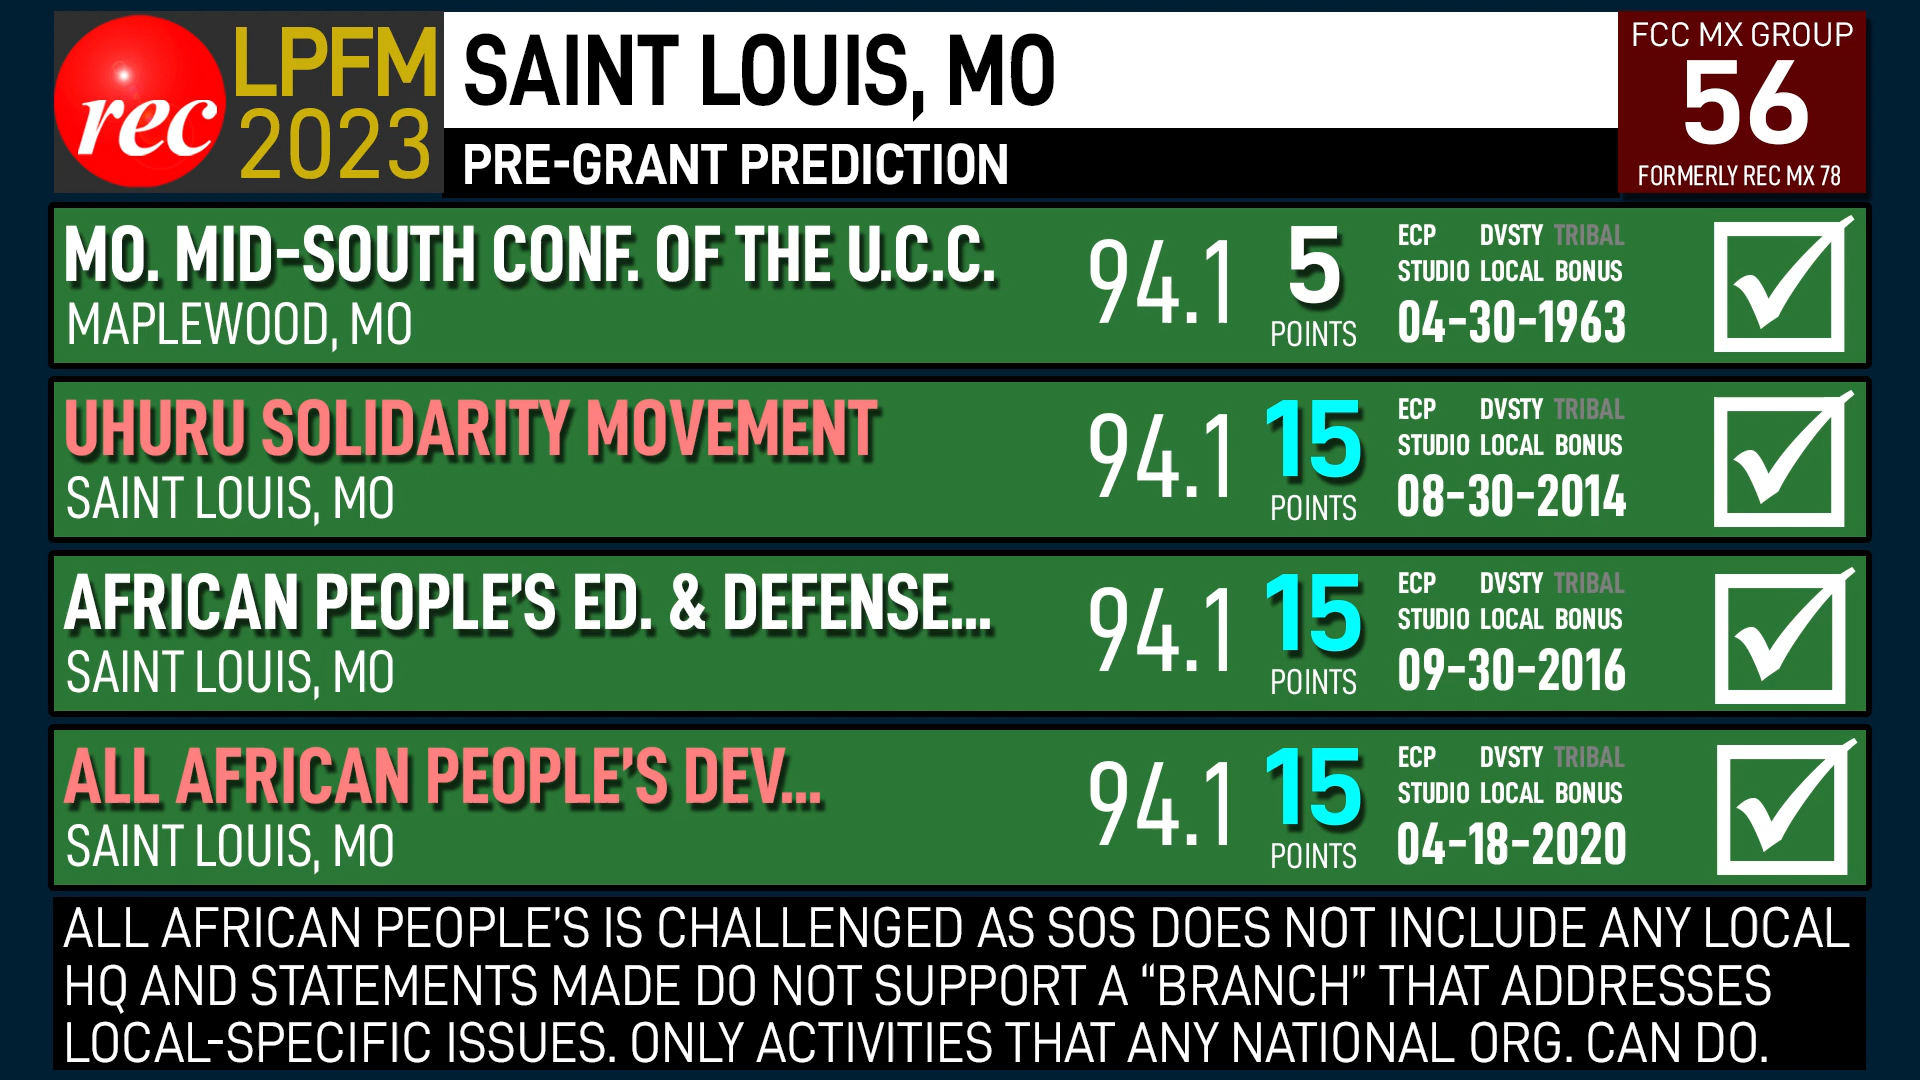 rec
LPFM
2023
SAINT LOUIS, MO
PRE-GRANT PREDICTION
FCC MX GROUP
56
FORMERLY REC MX 78
MO. MID-SOUTH CONF. OF THE U.C.C.
MAPLEWOOD, MO
94.1
5
POINTS
ECP DVSTY TRIBAL
STUDIO LOCAL BONUS
04-30-1963
UHURU SOLIDARITY MOVEMENT
SAINT LOUIS, MO
94.1
15
POINTS
ECP DVSTY TRIBAL
STUDIO LOCAL BONUS
08-30-2014
AFRICAN PEOPLE'S ED. & DEFENSE...
SAINT LOUIS, MO
94.1
15
POINTS
ECP DVSTY TRIBAL
STUDIO LOCAL BONUS
09-30-2016
ALL AFRICAN PEOPLE'S DEV...
SAINT LOUIS, MO
94.1
15
POINTS
ECP DVSTY TRIBAL
STUDIO LOCAL BONUS
04-18-2020
ALL AFRICAN PEOPLE'S IS CHALLENGED AS SOS DOES NOT INCLUDE ANY LOCAL
HQ AND STATEMENTS MADE DO NOT SUPPORT A “BRANCH” THAT ADDRESSES
LOCAL-SPECIFIC ISSUES. ONLY ACTIVITIES THAT ANY NATIONAL ORG. CAN DO.